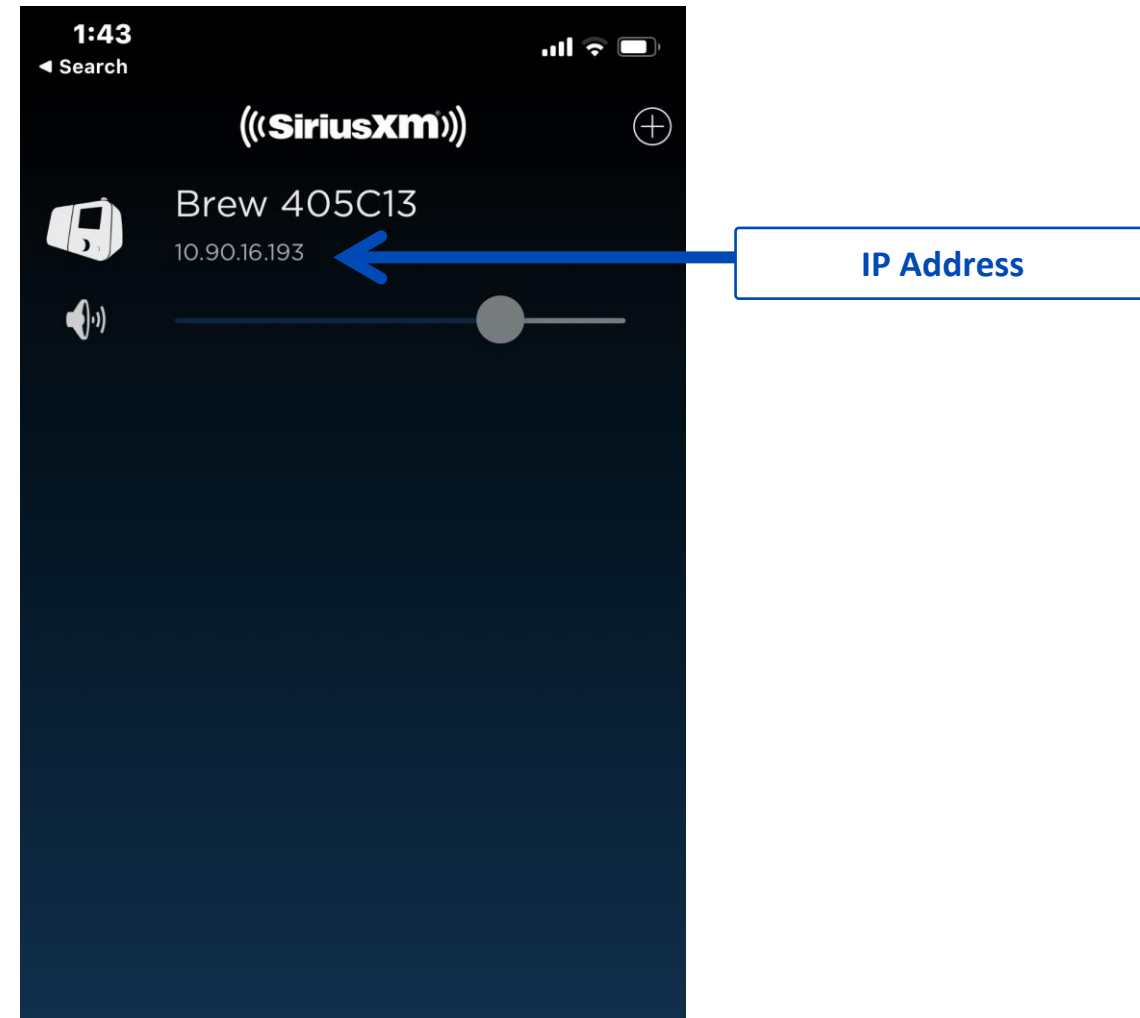 1:43
◀ Search
(((SiriusXM)))
Brew 405C13
10.90.16.193
IP Address